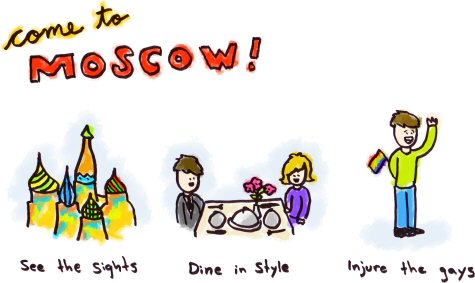 come to
MOSCOW!
See the sights
Dine in Style
Injure the gays